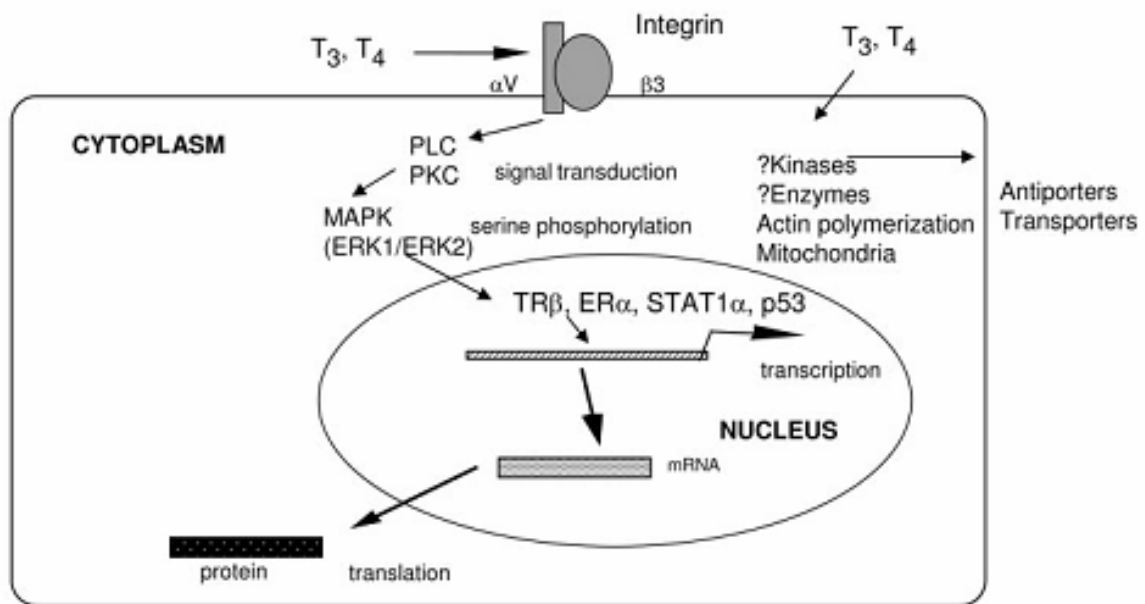 Integrin
T3, T4
T3, T4
αV
β3
CYTOPLASM
PLC
PKC
signal transduction
?Kinases
?Enzymes
Actin polymerization
Mitochondria
Antiporters
Transporters
MAPK
(ERK1/ERK2)
serine phosphorylation
TRβ, ERα, STAT1α, p53
transcription
NUCLEUS
mRNA
protein
translation